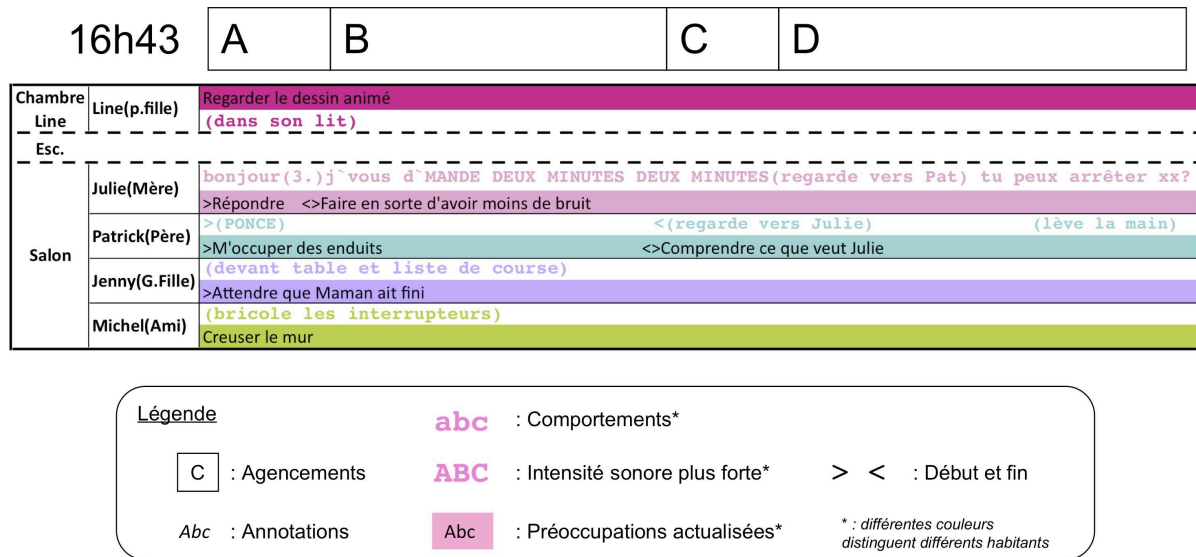 16h43 A B C D
Chambre Line Line(p.fille) Regarder le dessin animé
(dans son lit)
Esc.
Salon
Julie(Mère) bonjour(3.)j`vous d`MANDE DEUX MINUTES DEUX MINUTES(regarde vers Pat) tu peux arrêter xx?
>Répondre <>Faire en sorte d'avoir moins de bruit
Patrick(Père) >(PONCE) <(regarde vers Julie) (lève la main)
>M'occuper des enduits <>Comprendre ce que veut Julie
Jenny(G.Fille) (devant table et liste de course)
>Attendre que Maman ait fini
Michel(Ami) (bricole les interrupteurs)
Creuser le mur
Légende
abc : Comportements*
C : Agencements
ABC : Intensité sonore plus forte*
> < : Début et fin
Abc : Annotations
Abc : Préoccupations actualisées*
* : différentes couleurs
distinguent différents habitants